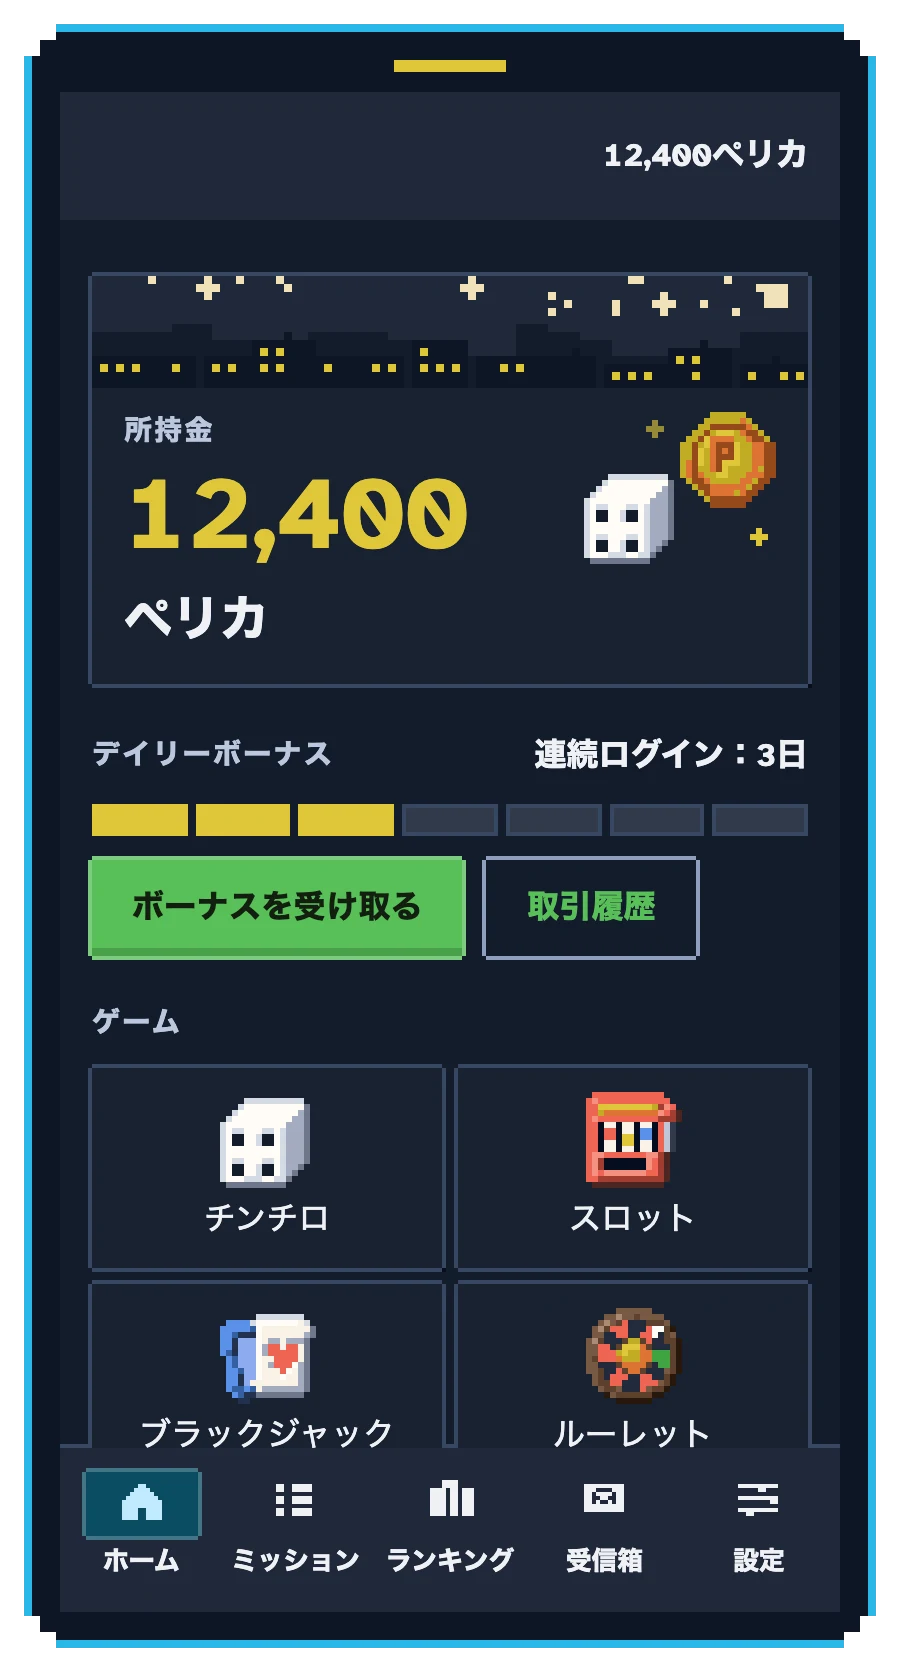 12,400ペリカ
所持金
12,400
ペリカ
P
デイリーボーナス
連続ログイン：3日
ボーナスを受け取る
取引履歴
ゲーム
チンチロ
スロット
ブラックジャック
ルーレット
ホーム
ミッション
ランキング
受信箱
設定